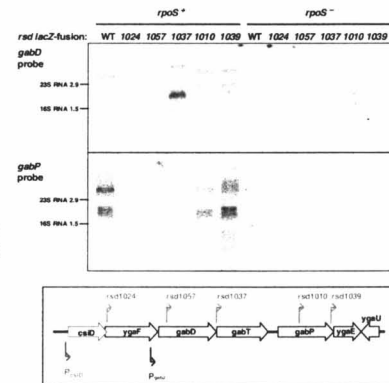 rpoS + rpoS –
rsd lacZ-fusion: WT 1024 1057 1037 1010 1039 WT 1024 1057 1037 1010 1039
gabD
probe
23S RNA 2.9
16S RNA 1.5
gabP
probe
23S RNA 2.9
16S RNA 1.5
rsd1024 rsd1057 rsd1037 rsd1010 rsd1039
ygaU
csiD ygaF gabD gabT gabP ygaE